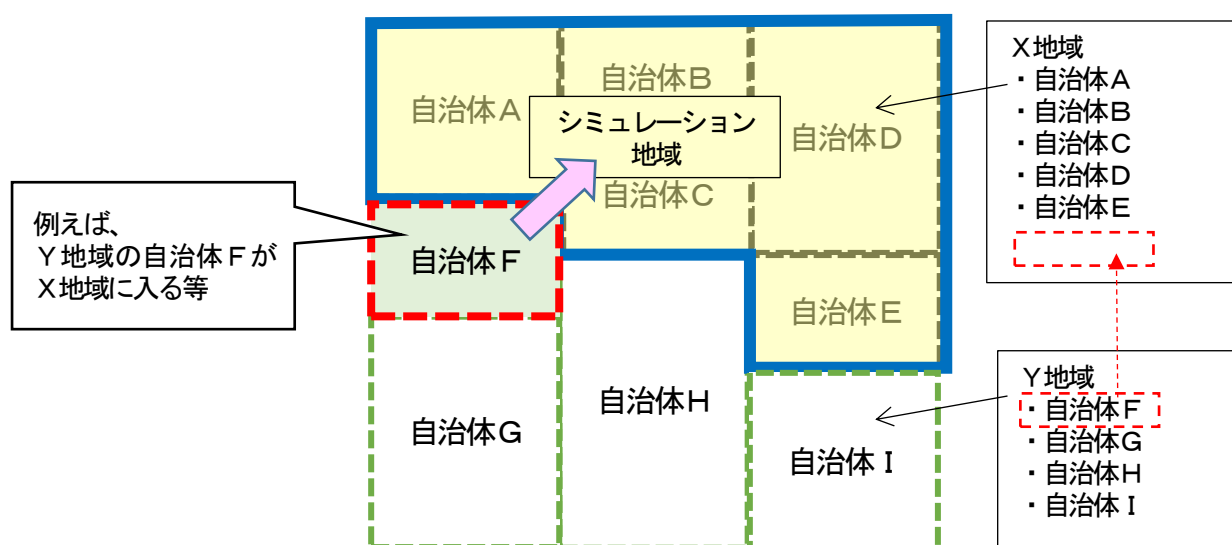 自治体A
自治体B
シミュレーション
地域
自治体C
自治体D
自治体E
例えば、
Y地域の自治体Fが
X地域に入る等
自治体F
自治体G
自治体H
自治体I
X地域
・自治体A
・自治体B
・自治体C
・自治体D
・自治体E
Y地域
・自治体F
・自治体G
・自治体H
・自治体I